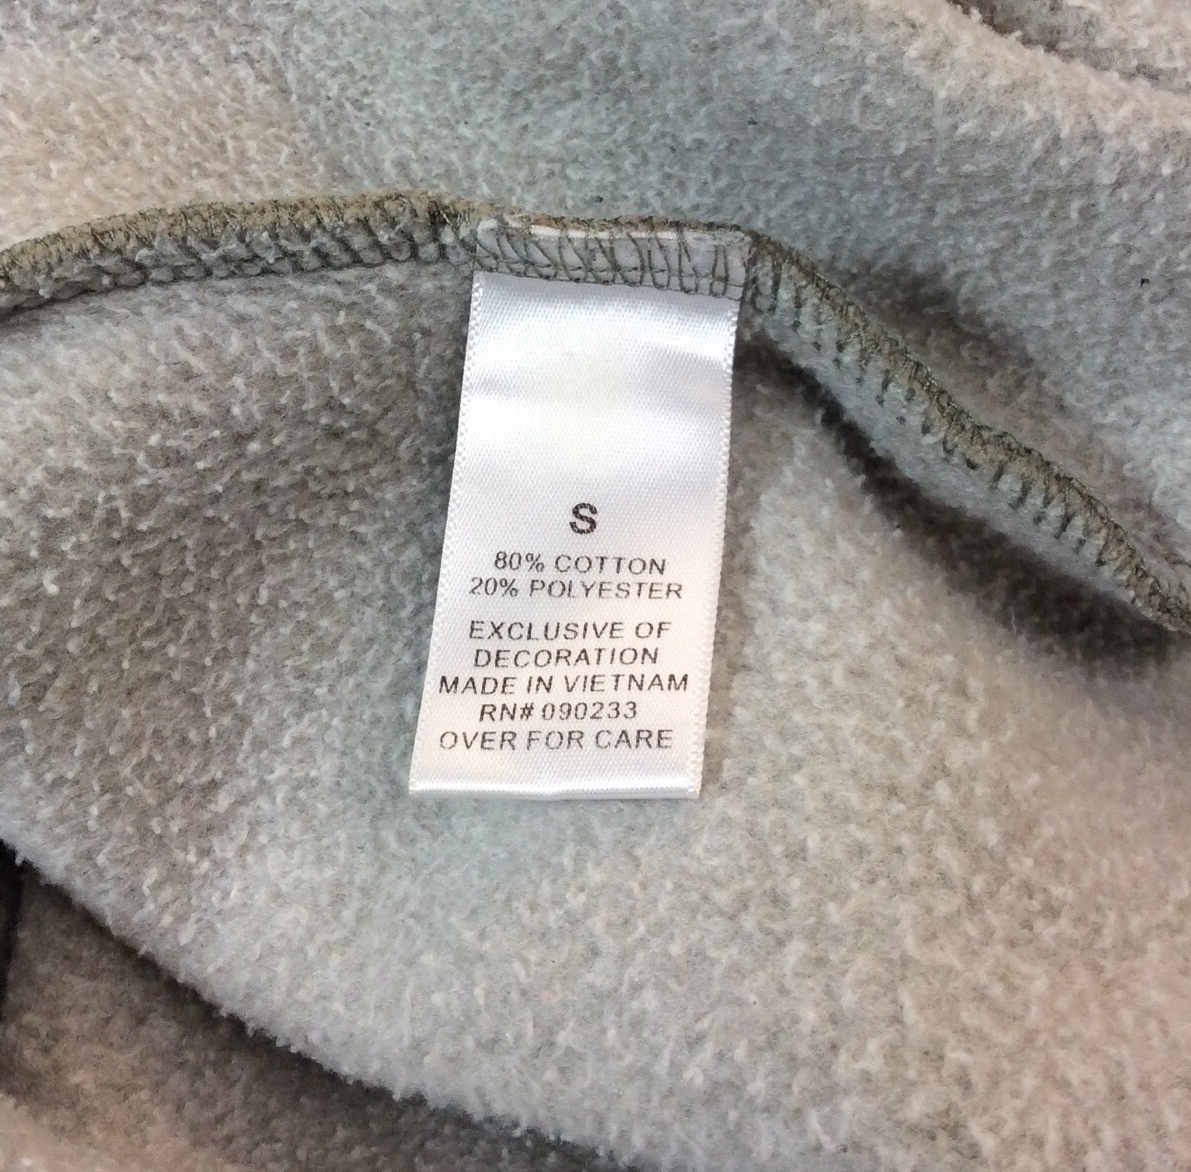 S
80% COTTON
20% POLYESTER
EXCLUSIVE OF
DECORATION
MADE IN VIETNAM
RN# 090233
OVER FOR CARE